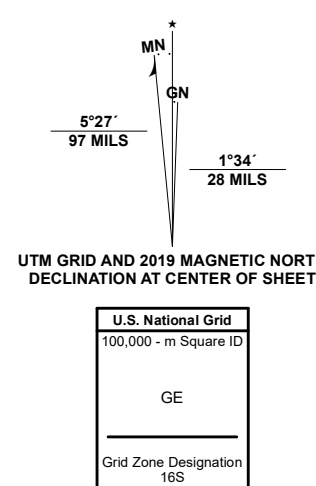 MN
GN
5°27´
97 MILS
1°34´
28 MILS
UTM GRID AND 2019 MAGNETIC NORT
DECLINATION AT CENTER OF SHEET
U.S. National Grid
100,000 - m Square ID
GE
Grid Zone Designation
16S